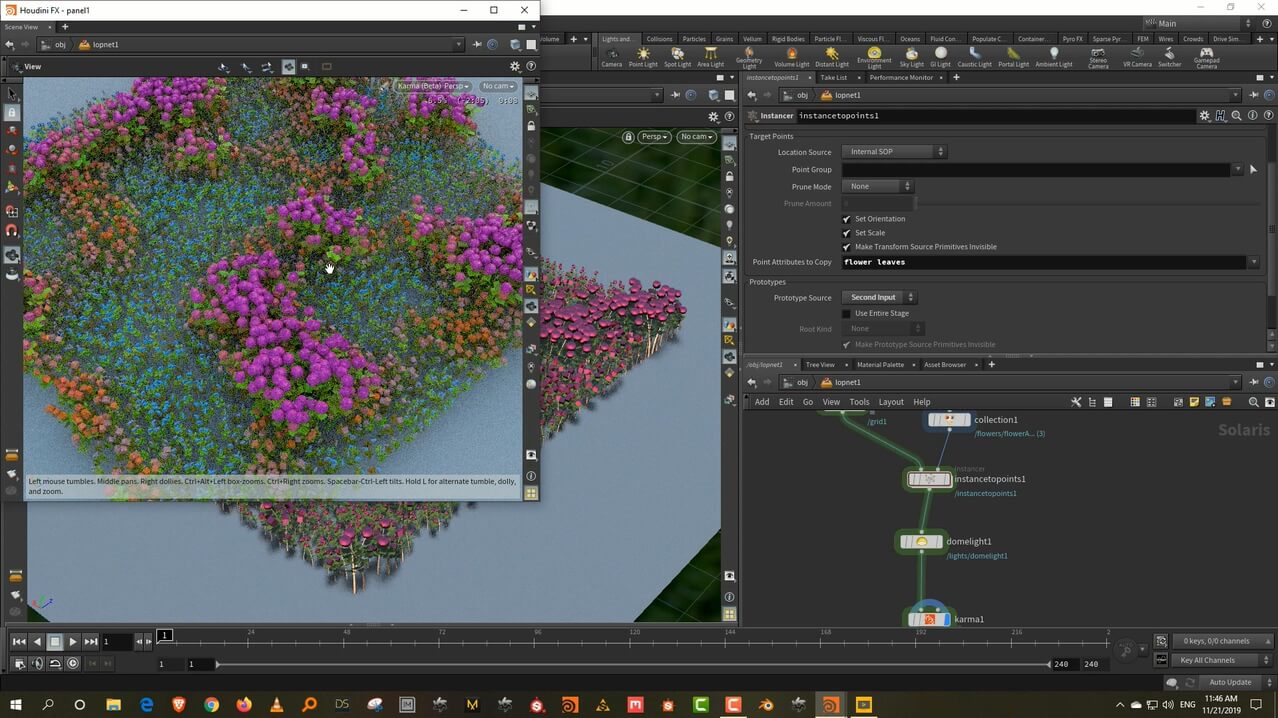 Houdini FX - panel1
Scene View
obj
lopnet1
View
Karma (Beta)
Persp
No cam
Left mouse tumbles. Middle pans. Right dollies. Ctrl+Alt+Left box-zooms. Ctrl+Right zooms. Spacebar-Ctrl-Left tilts. Hold L for alternate tumble, dolly,
and zoom.
Persp
No cam
Main
Volume
Lights and...
Collisions
Particles
Grains
Vellum
Rigid Bodies
Particle Fl...
Viscous Fl...
Oceans
Fluid Con...
Populate C...
Container...
Pyro FX
Sparse Pyr...
FEM
Wires
Crowds
Drive Sim...
Camera
Point Light
Spot Light
Area Light
Geometry
Light
Volume Light
Distant Light
Environment
Light
Sky Light
GI Light
Caustic Light
Portal Light
Ambient Light
Stereo
Camera
VR Camera
Switcher
Gamepad
Camera
instancetopoints1
Take List
Performance Monitor
obj
lopnet1
Instancer
instancetopoints1
Target Points
Location Source
Internal SOP
Point Group
Prune Mode
None
Prune Amount
Set Orientation
Set Scale
Make Transform Source Primitives Invisible
Point Attributes to Copy
flower leaves
Prototypes
Prototype Source
Second Input
Use Entire Stage
Root Kind
None
Make Prototype Source Primitives Invisible
/obj/lopnet1
Tree View
Material Palette
Asset Browser
obj
lopnet1
Add
Edit
Go
View
Tools
Layout
Help
Solaris
/grid1
collection1
/flowers/flowerA... (3)
instancer
instancetopoints1
/instancetopoints1
domelight1
/lights/domelight1
karma1
1
1
24
48
72
96
120
144
168
192
216
2
1
1
240
240
0 keys, 0/0 channels
Key All Channels
Auto Update
ENG
11:46 AM
11/21/2019